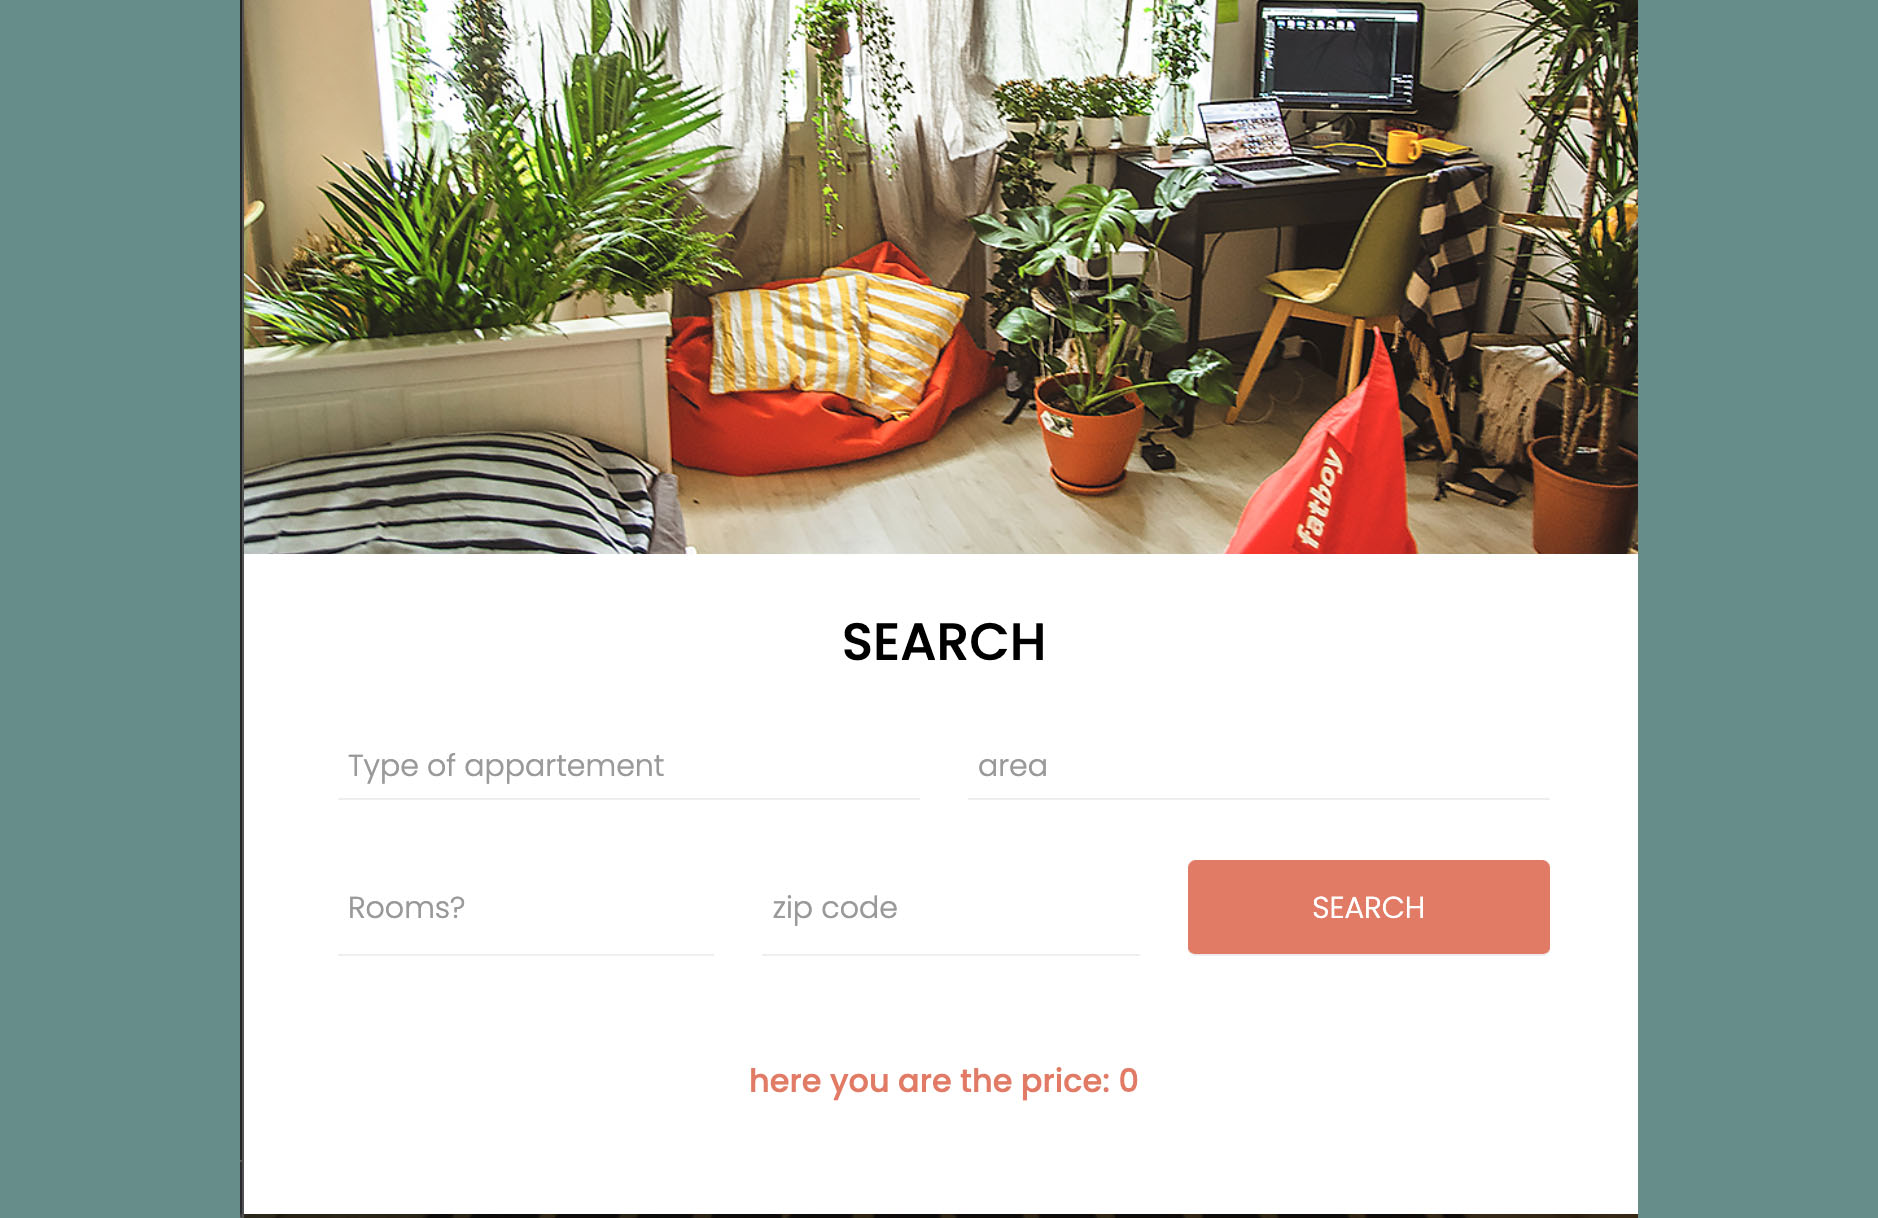 fatboy
SEARCH
Type of appartement
area
Rooms?
zip code
SEARCH
here you are the price: 0